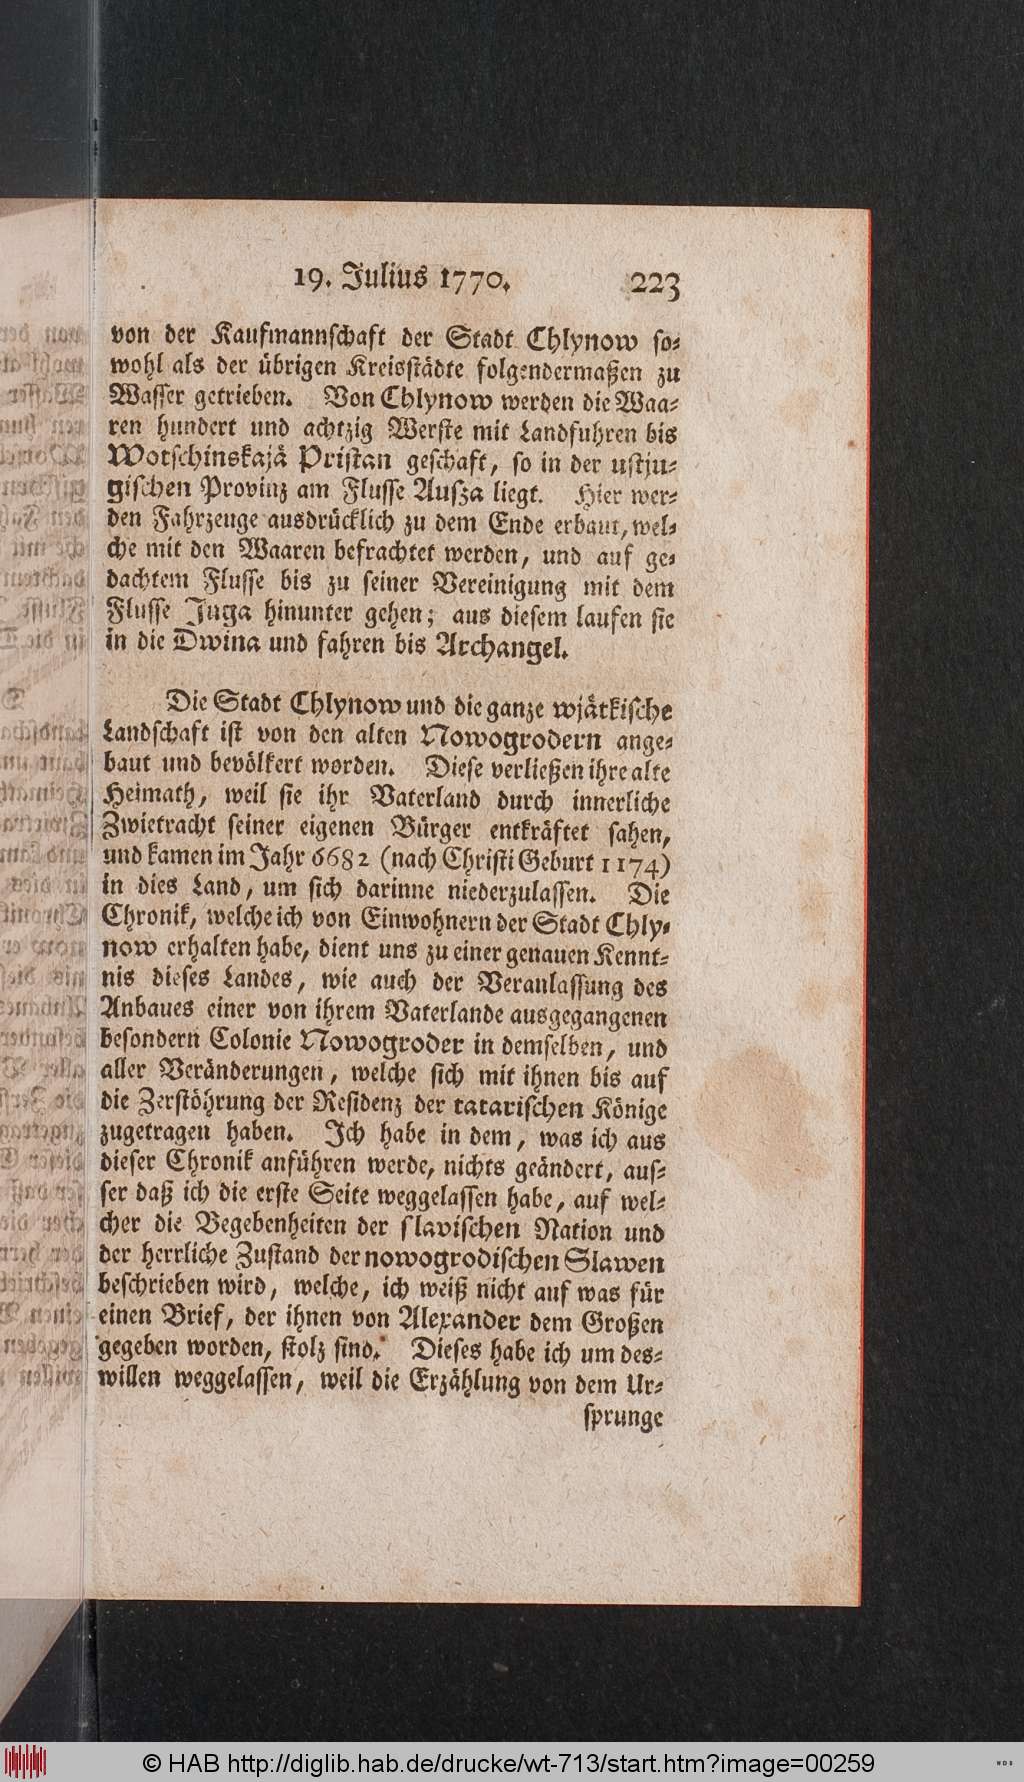 19. Julius 1770. 223
von der Kaufmannschaft der Stadt Chlynow so-
wohl als der übrigen Kreisstädte folgendermaßen zu
Wasser getrieben. Von Chlynow werden die Waa-
ren hundert und achtzig Werste mit Landfuhren bis
Wotschinskajä Pristan geschaft, so in der ustju-
gischen Provinz am Flusse Ausza liegt. Hier wer-
den Fahrzeuge ausdrücklich zu dem Ende erbaut, wel-
che mit den Waaren befrachtet werden, und auf ge-
dachtem Flusse bis zu seiner Vereinigung mit dem
Flusse Juga hinunter gehen; aus diesem laufen sie
in die Dwina und fahren bis Archangel.
Die Stadt Chlynow und die ganze wjätkische
Landschaft ist von den alten Nowogrodern ange-
baut und bevölkert worden. Diese verließen ihre alte
Heimath, weil sie ihr Vaterland durch innerliche
Zwietracht seiner eigenen Bürger entkräftet sahen,
und kamen im Jahr 6682 (nach Christi Geburt 1174)
in dies Land, um sich darinne niederzulassen. Die
Chronik, welche ich von Einwohnern der Stadt Chly-
now erhalten habe, dient uns zu einer genauen Kennt-
nis dieses Landes, wie auch der Veranlassung des
Anbaues einer von ihrem Vaterlande ausgegangenen
besondern Colonie Nowogroder in demselben, und
aller Veränderungen, welche sich mit ihnen bis auf
die Zerstöhrung der Residenz der tatarischen Könige
zugetragen haben. Ich habe in dem, was ich aus
dieser Chronik anführen werde, nichts geändert, aus-
ser daß ich die erste Seite weggelassen habe, auf wel-
cher die Begebenheiten der slavischen Nation und
der herrliche Zustand der nowogrodischen Slawen
beschrieben wird, welche, ich weiß nicht auf was für
einen Brief, der ihnen von Alexander dem Großen
gegeben worden, stolz sind. Dieses habe ich um des-
willen weggelassen, weil die Erzählung von dem Ur-
sprunge
© HAB http://diglib.hab.de/drucke/wt-713/start.htm?image=00259